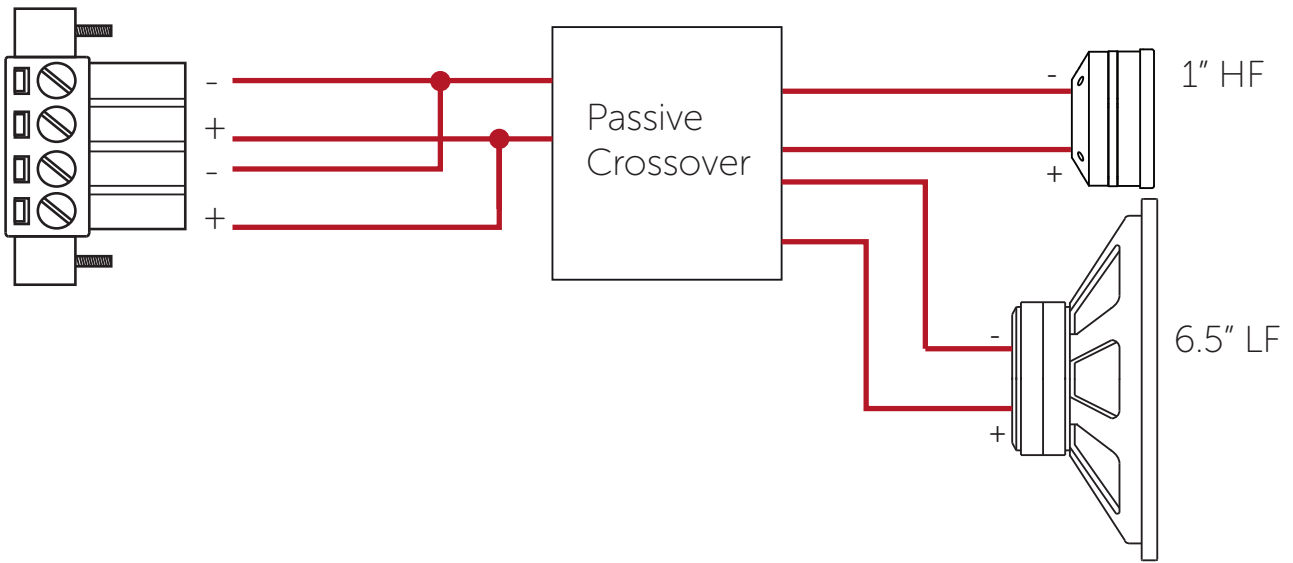 -
+
-
+
Passive
Crossover
-
+
1” HF
-
+
6.5” LF